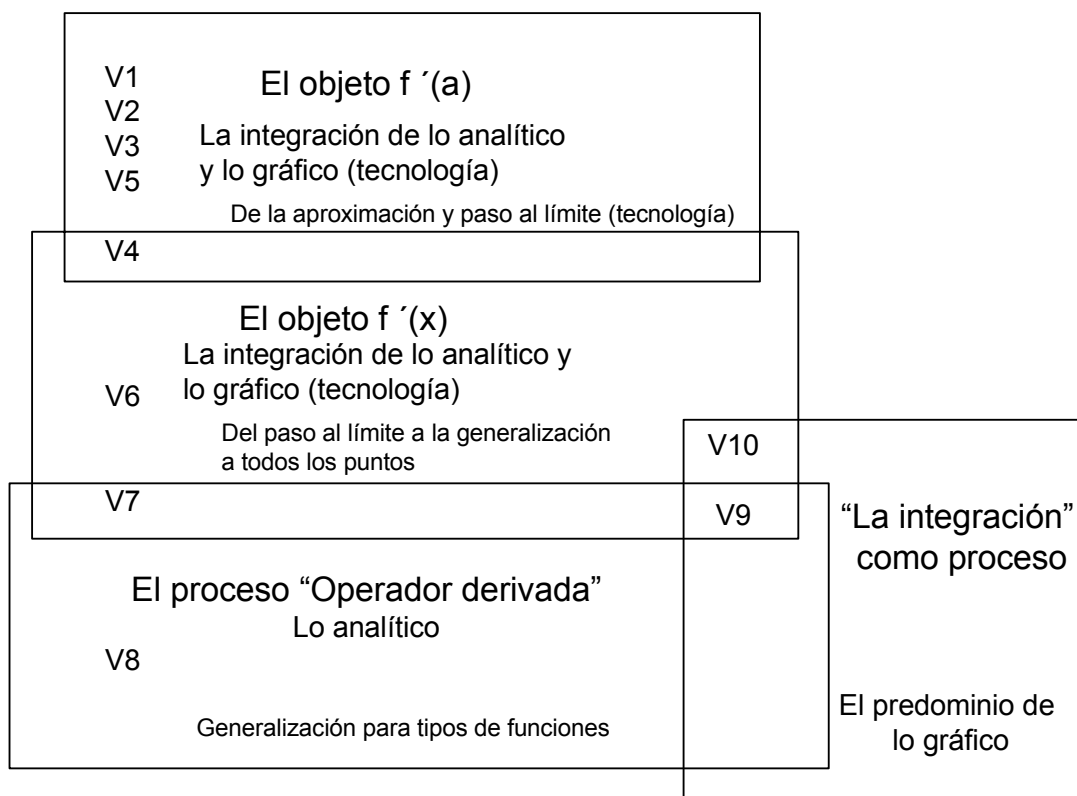 V1
V2
V3
V5
El objeto f ´(a)
La integración de lo analítico
y lo gráfico (tecnología)
De la aproximación y paso al límite (tecnología)
V4
El objeto f ´(x)
La integración de lo analítico y
lo gráfico (tecnología)
V6
Del paso al límite a la generalización
a todos los puntos
V10
V7
V9
“La integración”
como proceso
El proceso “Operador derivada”
Lo analítico
V8
Generalización para tipos de funciones
El predominio de
lo gráfico